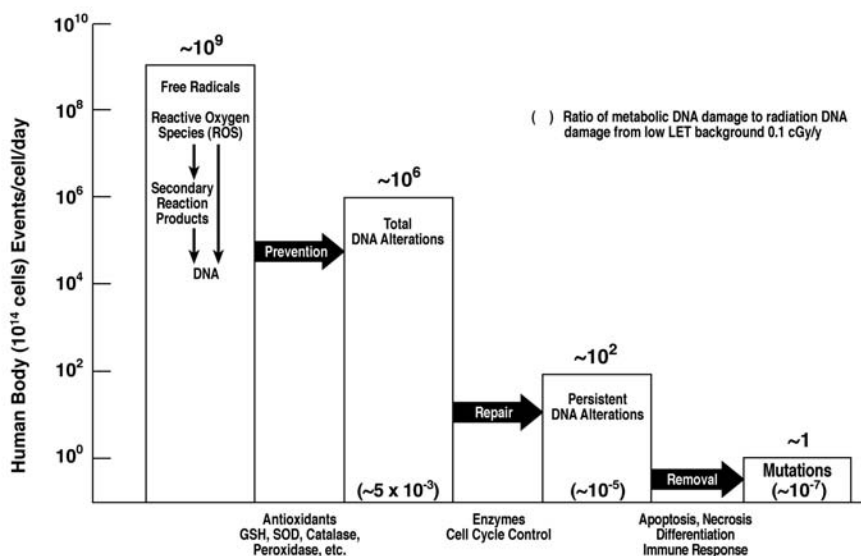 10¹⁰
10⁸
10⁶
10⁴
10²
10⁰
Human Body (10¹⁴ cells) Events/cell/day
~10⁹
Free Radicals
Reactive Oxygen
Species (ROS)
Secondary
Reaction
Products
DNA
Prevention
Antioxidants
GSH, SOD, Catalase,
Peroxidase, etc.
~10⁶
Total
DNA Alterations
(~5 x 10⁻³)
Repair
Enzymes
Cell Cycle Control
~10²
Persistent
DNA Alterations
(~10⁻⁵)
Removal
Apoptosis, Necrosis
Differentiation
Immune Response
~1
Mutations
(~10⁻⁷)
( ) Ratio of metabolic DNA damage to radiation DNA
damage from low LET background 0.1 cGy/y